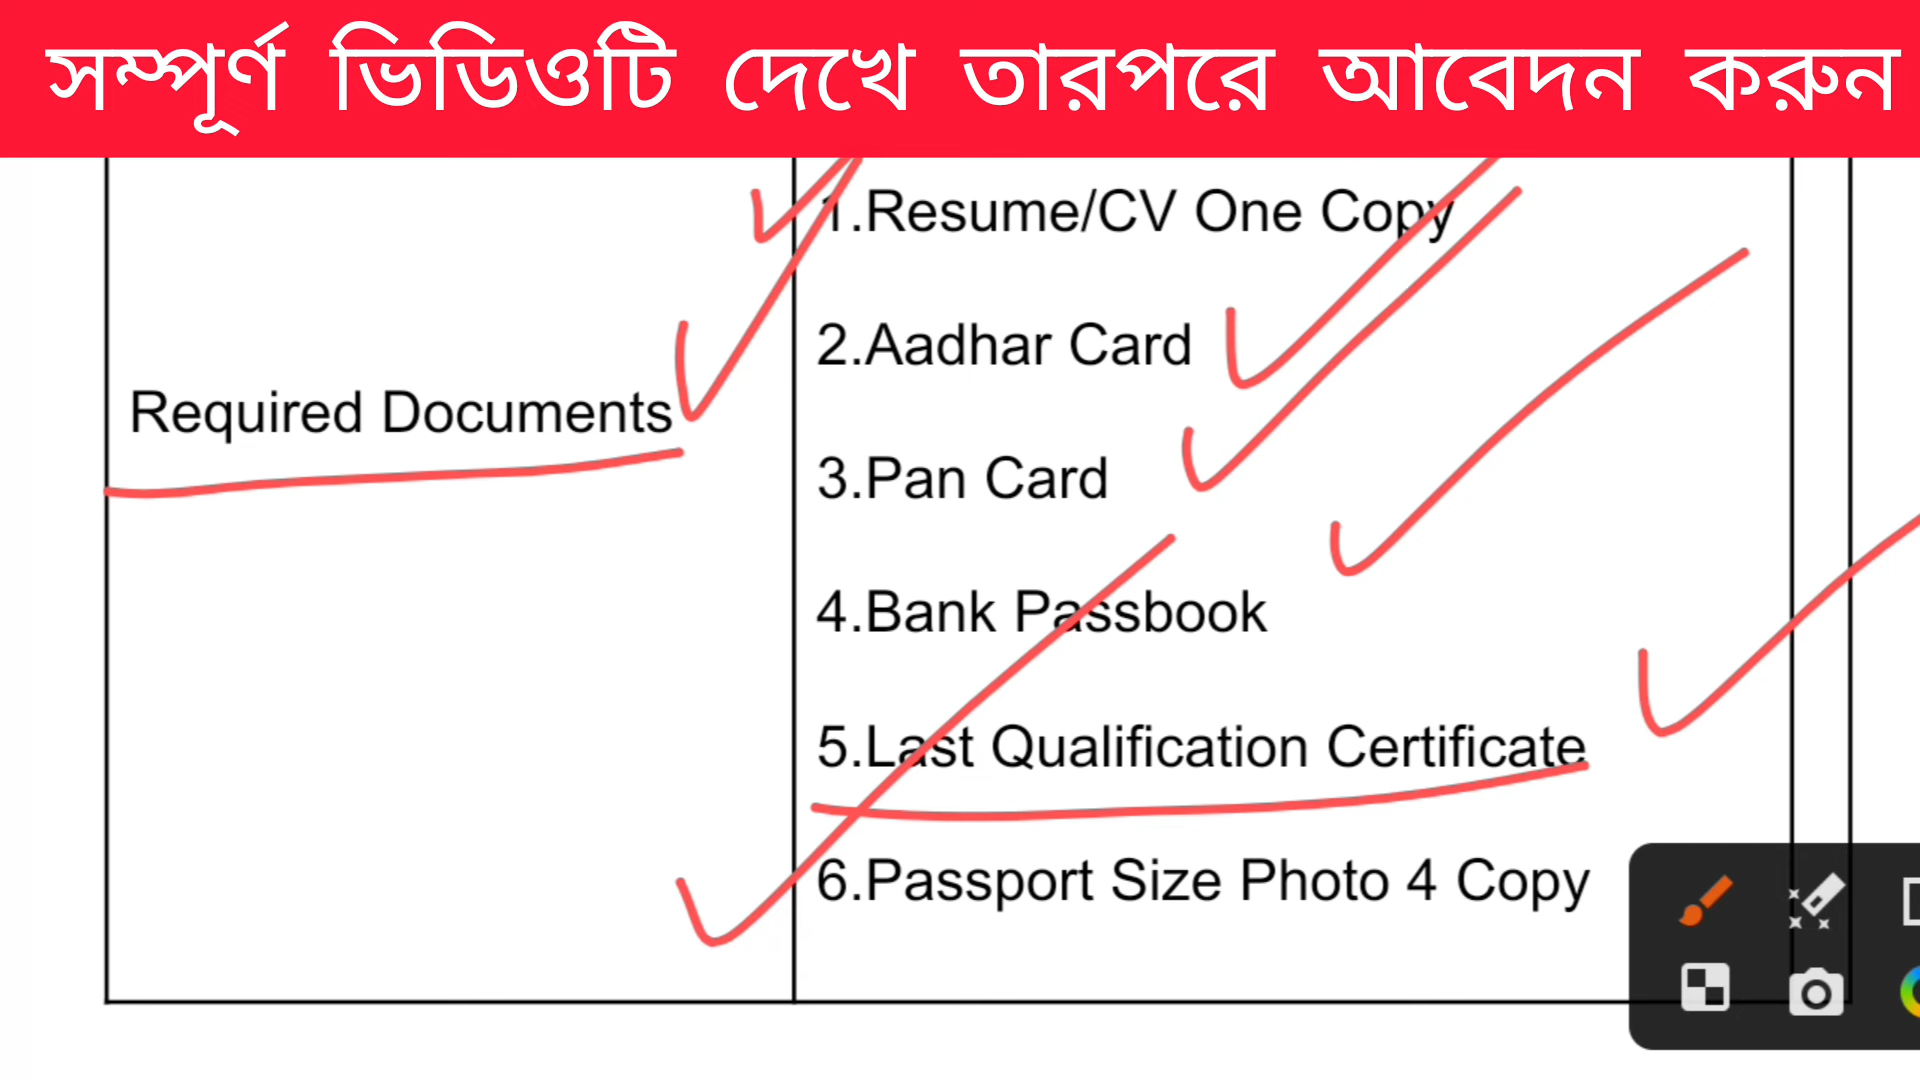 সম্পূর্ণ ভিডিওটি দেখে তারপরে আবেদন করুন
1.Resume/CV One Copy
2.Aadhar Card
Required Documents
3.Pan Card
4.Bank Passbook
5.Last Qualification Certificate
6.Passport Size Photo 4 Copy